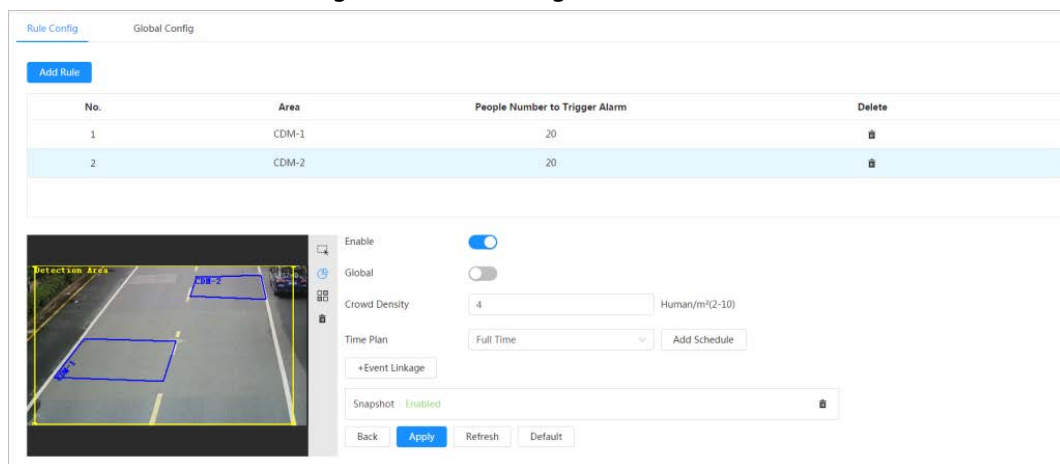 Rule Config Global Config
Add Rule
No. Area People Number to Trigger Alarm Delete
1 CDM-1 20
2 CDM-2 20
Enable
Detection Area
CDM-2
Global
Crowd Density 4 Human/m²(2-10)
Time Plan Full Time Add Schedule
CDM-1
+Event Linkage
Snapshot : Enabled
Back Apply Refresh Default